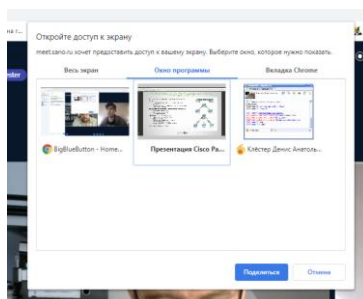 Откройте доступ к экрану
meet.sano.ru хочет предоставить доступ к вашему экрану. Выберите окно, которое нужно показать.
Весь экран
Окно программы
Вкладка Chrome
BigBlueButton - Home...
Презентация Cisco Pa...
Клёстер Денис Анатоль...
Поделиться
Отмена